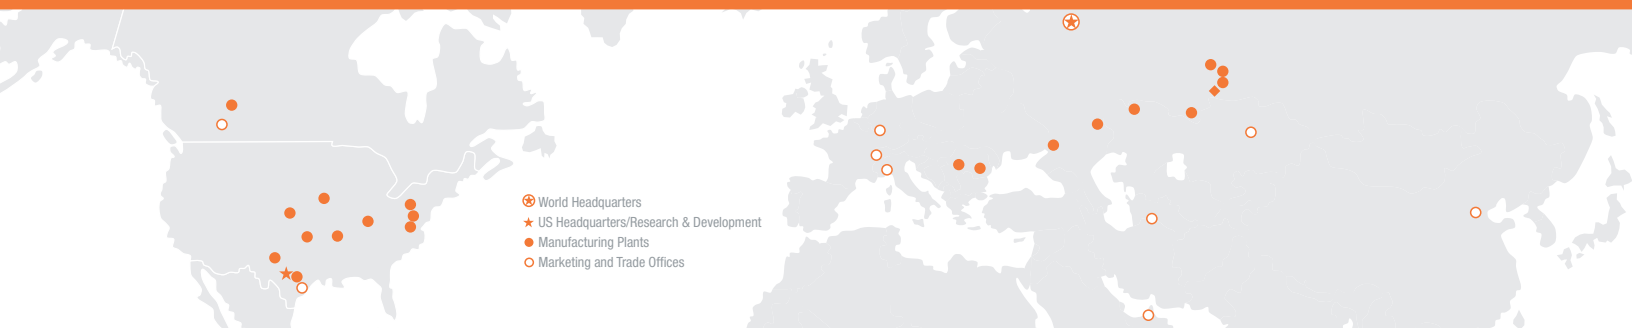 World Headquarters
US Headquarters/Research & Development
Manufacturing Plants
Marketing and Trade Offices